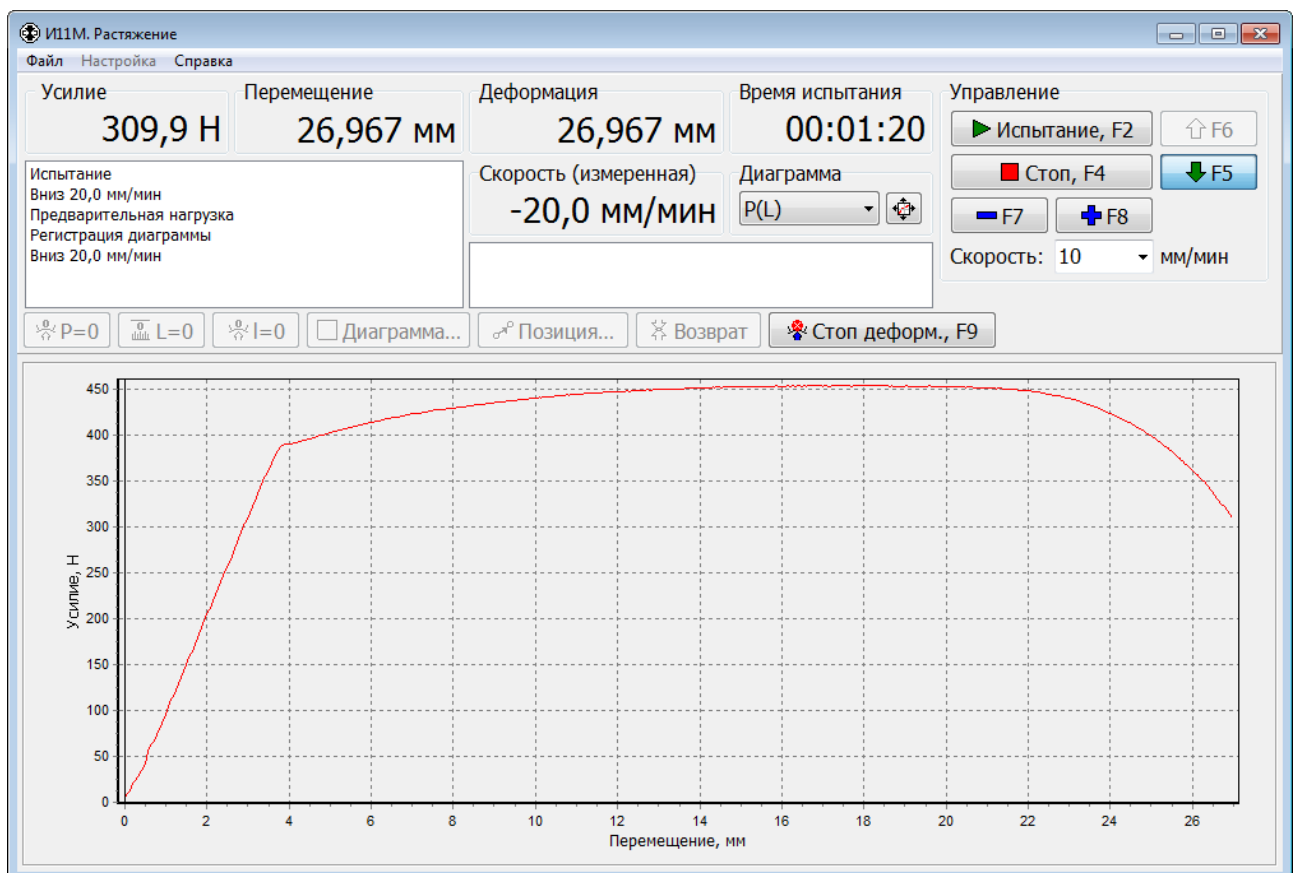 И11М. Растяжение
Файл Настройка Справка
Усилие Перемещение Деформация Время испытания Управление
309,9 Н 26,967 мм 26,967 мм 00:01:20
Испытание, F2 F6
Испытание
Вниз 20,0 мм/мин
Предварительная нагрузка
Регистрация диаграммы
Вниз 20,0 мм/мин
Скорость (измеренная) Диаграмма
-20,0 мм/мин P(L)
Стоп, F4 F5
F7 F8
Скорость: 10 мм/мин
P=0 L=0 l=0 Диаграмма... Позиция... Возврат Стоп деформ., F9
450
400
350
300
250
200
150
100
50
0
Усилие, Н
0 2 4 6 8 10 12 14 16 18 20 22 24 26
Перемещение, мм